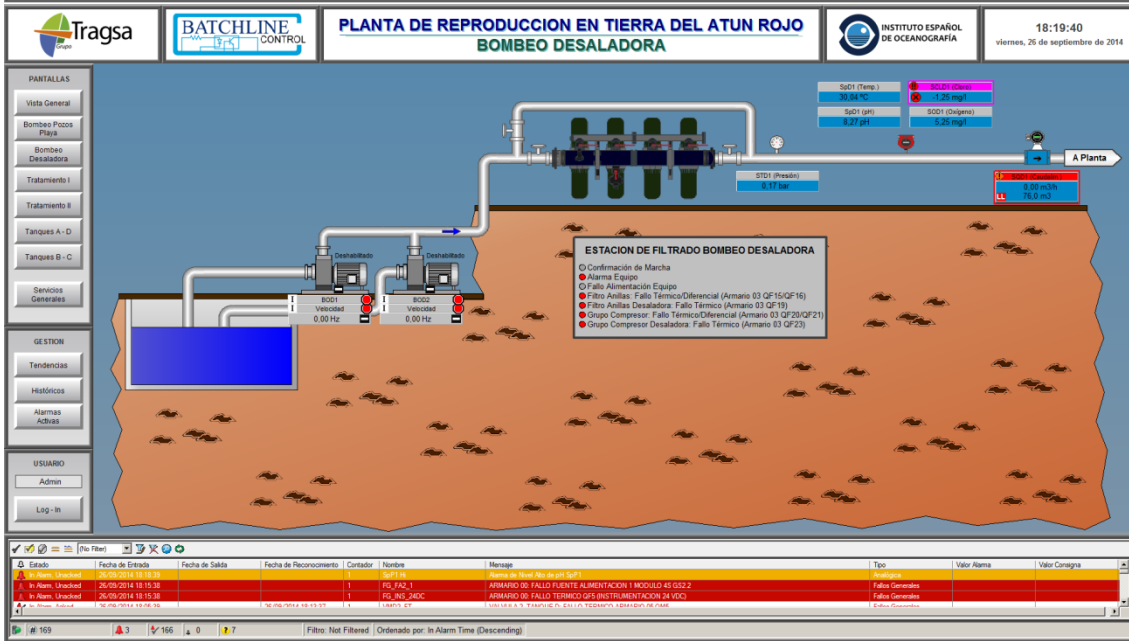 Grupo
Tragsa
BATCHLINE
CONTROL
PLANTA DE REPRODUCCION EN TIERRA DEL ATUN ROJO
BOMBEO DESALADORA
INSTITUTO ESPAÑOL
DE OCEANOGRAFÍA
18:19:40
viernes, 26 de septiembre de 2014
PANTALLAS
Vista General
Bombeo Pozos
Playa
Bombeo
Desaladora
Tratamiento I
Tratamiento II
Tanques A - D
Tanques B - C
Servicios
Generales
GESTION
Tendencias
Históricos
Alarmas
Activas
USUARIO
Admin
Log - In
SpD1 (Temp.)
30,04 ºC
SCLD1 (Cloro)
-1,25 mg/l
SpD1 (pH)
8,27 pH
SOD1 (Oxígeno)
5,25 mg/l
STD1 (Presión)
0,17 bar
A Planta
0,00 m3/h
LL
76,0 m3
Deshabilitado
Deshabilitado
I BOD1
I Velocidad
0,00 Hz
I BOD2
I Velocidad
0,00 Hz
ESTACION DE FILTRADO BOMBEO DESALADORA
Confirmación de Marcha
Alarma Equipo
Fallo Alimentación Equipo
Filtro Anillas: Fallo Térmico/Diferencial (Armario 03 QF15/QF16)
Filtro Anillas Desaladora: Fallo Térmico (Armario 03 QF19)
Grupo Compresor: Fallo Térmico/Diferencial (Armario 03 QF20/QF21)
Grupo Compresor Desaladora: Fallo Térmico (Armario 03 QF23)
(No Filter)
Estado Fecha de Entrada Fecha de Salida Fecha de Reconocimiento Contador Nombre Mensaje Tipo Valor Alarma Valor Consigna
In Alarm, Unacked 26/09/2014 18:18:39 1 SpP1 HI Alarma de Nivel Alto de pH SpP1 Analógica
In Alarm, Unacked 26/09/2014 18:15:38 1 FG_FA2_1 ARMARIO 00: FALLO FUENTE ALIMENTACION 1 MODULO 4S GS2.2 Fallos Generales
In Alarm, Unacked 26/09/2014 18:15:38 1 FG_INS_24DC ARMARIO 00: FALLO TERMICO QF5 (INSTRUMENTACION 24 VDC) Fallos Generales
# 169 3 166 0 7 Filtro: Not Filtered Ordenado por: In Alarm Time (Descending)